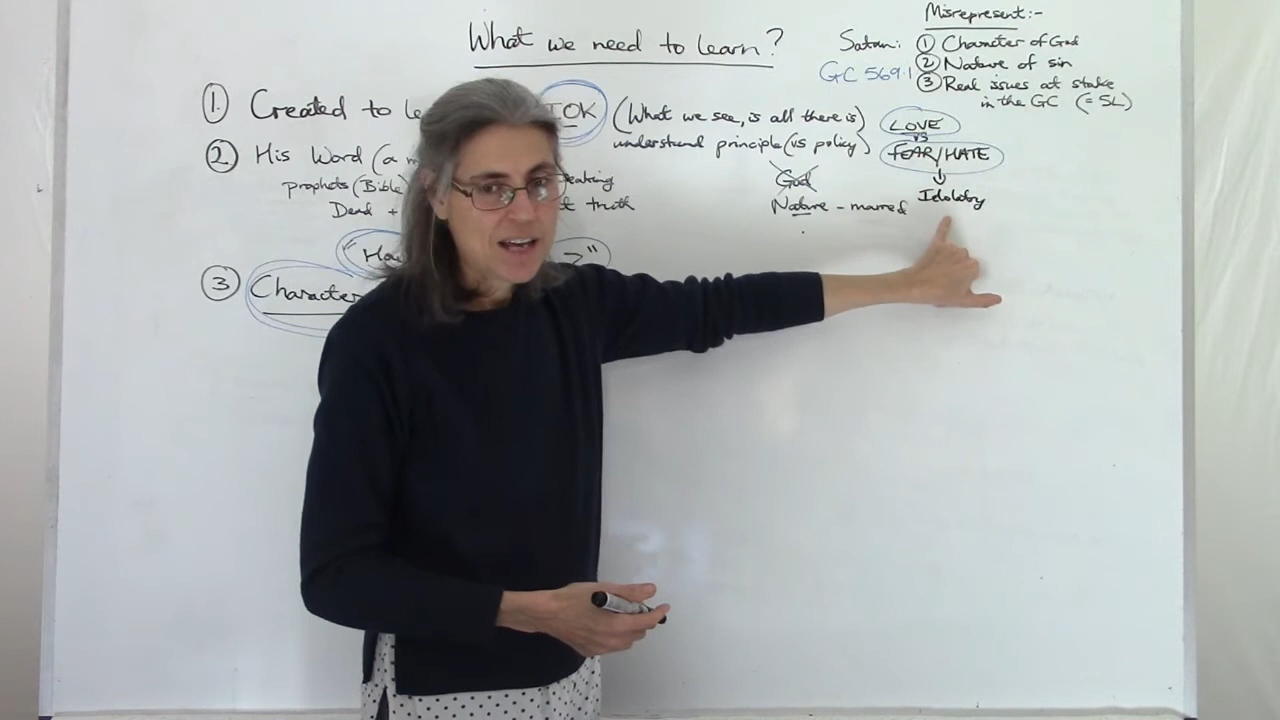 What we need to learn?
Misrepresent:-
Satan: ① Character of God
GC 569.1 ② Nature of sin
③ Real issues at stake
in the GC (= SL)
① Created to le
TOK (What we see, is all there is)
understand principle (vs policy)
LOVE
vs
FEAR/HATE
Idolatry
② His Word (a m
prophets (Bible
eaking
Dead +
t truth
God
Nature - marred
"How
?"
③ Character